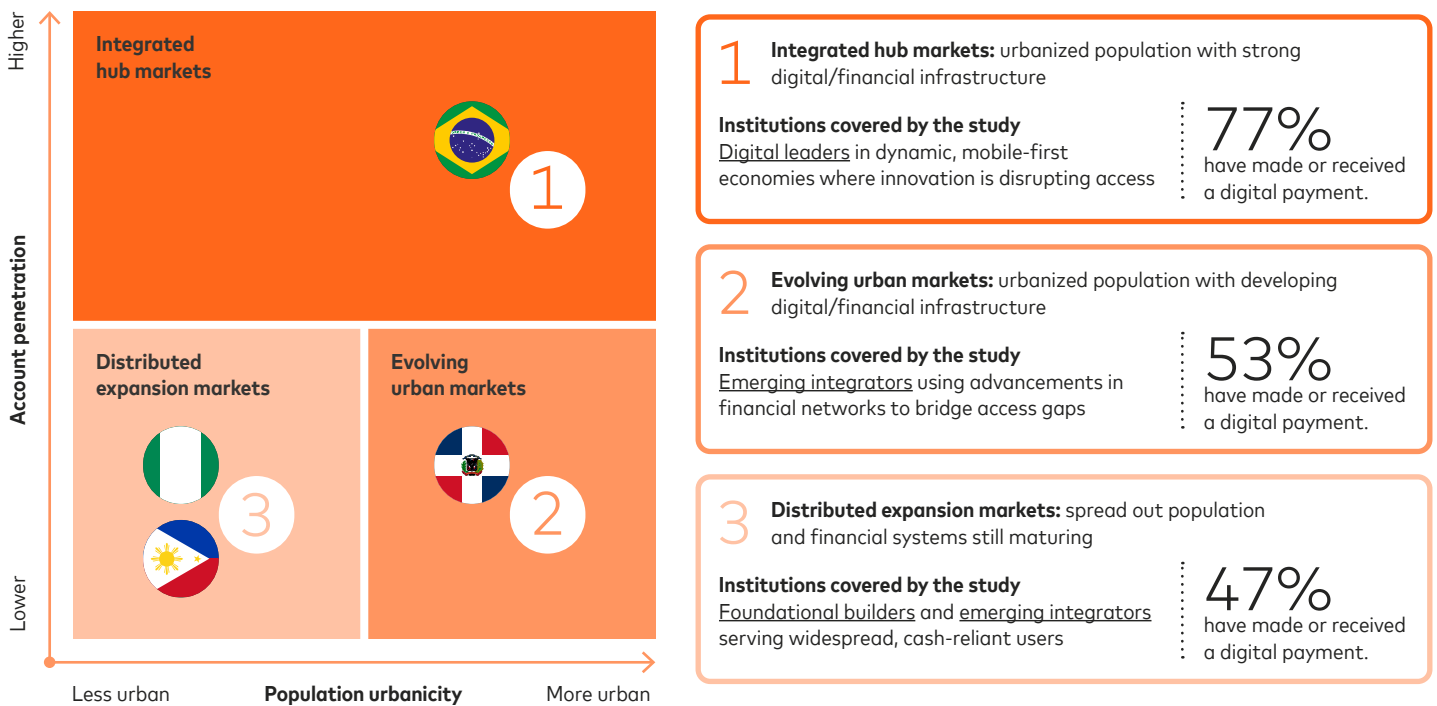 Higher
Account penetration
Lower
Integrated
hub markets
1
Distributed
expansion markets
3
Evolving
urban markets
2
Less urban
Population urbanicity
More urban
1
Integrated hub markets: urbanized population with strong
digital/financial infrastructure
Institutions covered by the study
Digital leaders in dynamic, mobile-first
economies where innovation is disrupting access
77%
have made or received
a digital payment.
2
Evolving urban markets: urbanized population with developing
digital/financial infrastructure
Institutions covered by the study
Emerging integrators using advancements in
financial networks to bridge access gaps
53%
have made or received
a digital payment.
3
Distributed expansion markets: spread out population
and financial systems still maturing
Institutions covered by the study
Foundational builders and emerging integrators
serving widespread, cash-reliant users
47%
have made or received
a digital payment.